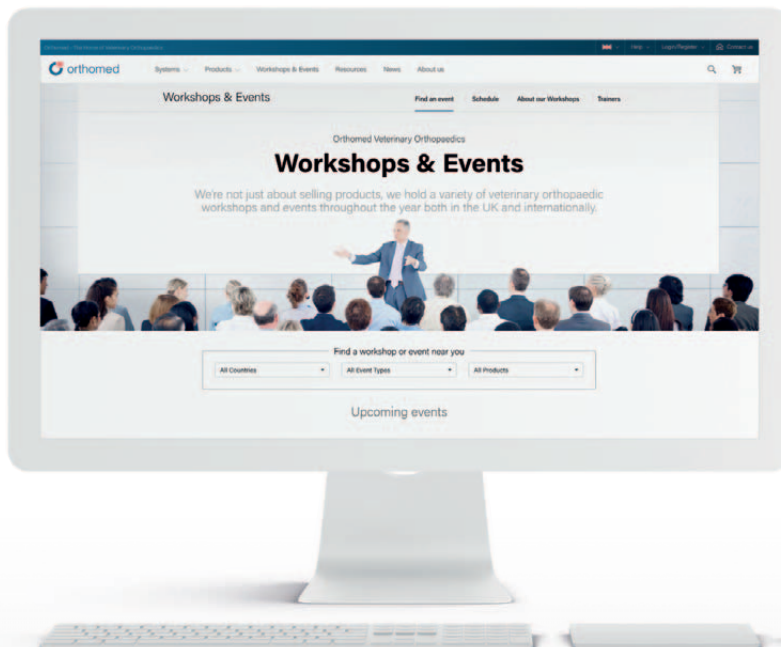 Orthomed - The Home of Veterinary Orthopaedics
Help
Login/Register
Contact us
orthomed
Systems
Products
Workshops & Events
Resources
News
About us
Workshops & Events
Find an event
Schedule
About our Workshops
Trainers
Orthomed Veterinary Orthopaedics
Workshops & Events
We're not just about selling products, we hold a variety of veterinary orthopaedic
workshops and events throughout the year both in the UK and internationally.
Find a workshop or event near you
All Countries
All Event Types
All Products
Upcoming events